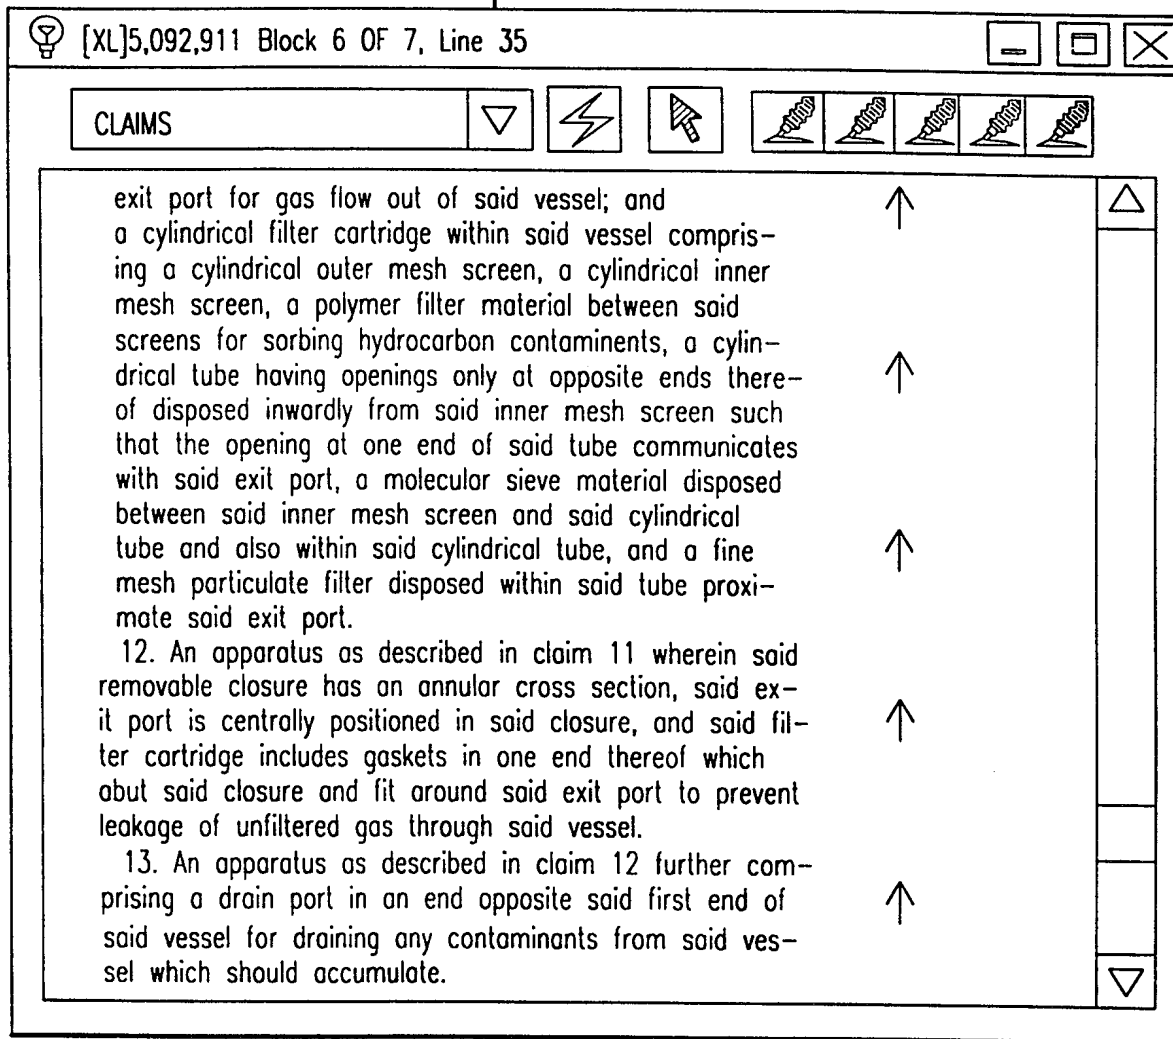 [XL]5,092,911 Block 6 OF 7, Line 35
CLAIMS
exit port for gas flow out of said vessel; and
a cylindrical filter cartridge within said vessel compris-
ing a cylindrical outer mesh screen, a cylindrical inner
mesh screen, a polymer filter material between said
screens for sorbing hydrocarbon contaminents, a cylin-
drical tube having openings only at opposite ends there-
of disposed inwardly from said inner mesh screen such
that the opening at one end of said tube communicates
with said exit port, a molecular sieve material disposed
between said inner mesh screen and said cylindrical
tube and also within said cylindrical tube, and a fine
mesh particulate filter disposed within said tube proxi-
mate said exit port.
12. An apparatus as described in claim 11 wherein said
removable closure has an annular cross section, said ex-
it port is centrally positioned in said closure, and said fil-
ter cartridge includes gaskets in one end thereof which
abut said closure and fit around said exit port to prevent
leakage of unfiltered gas through said vessel.
13. An apparatus as described in claim 12 further com-
prising a drain port in an end opposite said first end of
said vessel for draining any contaminants from said ves-
sel which should accumulate.